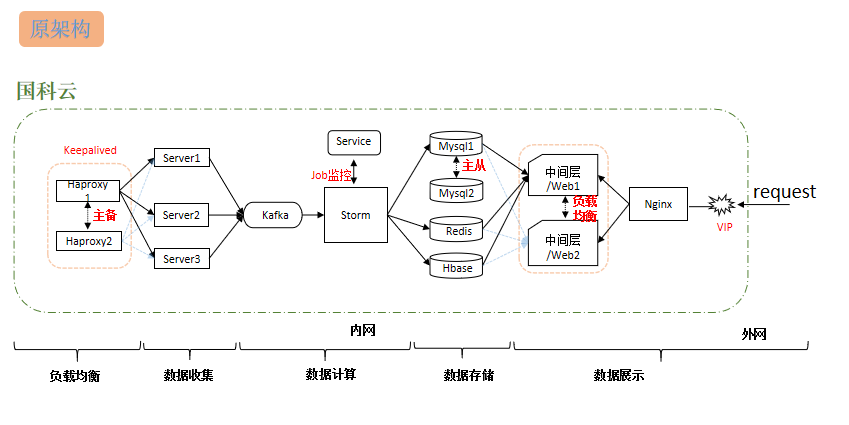 原架构
国科云
Keepalived
Haproxy
1
主备
Haproxy2
Server1
Server2
Server3
Kafka
Service
Job监控
Storm
Mysql1
主从
Mysql2
Redis
Hbase
中间层
/Web1
负载
均衡
中间层
/Web2
Nginx
VIP
request
内网
外网
负载均衡
数据收集
数据计算
数据存储
数据展示